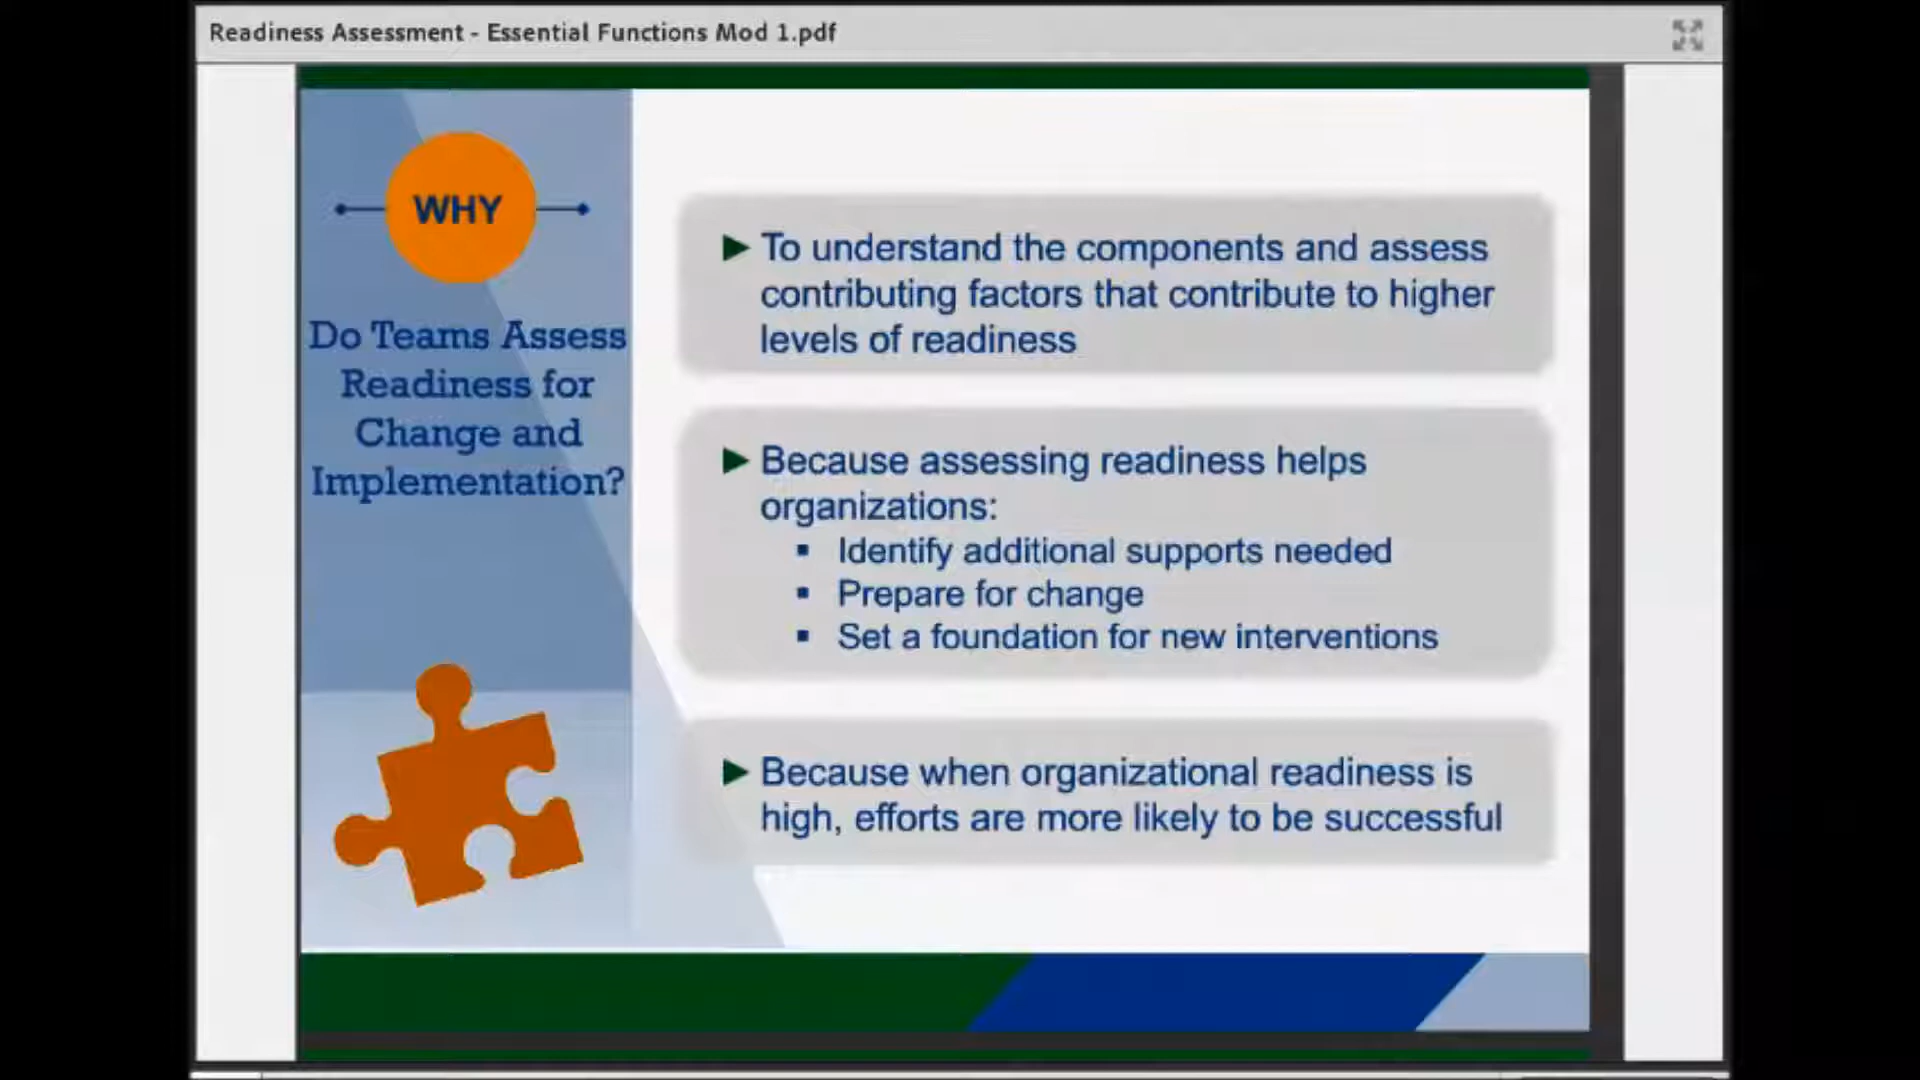 Readiness Assessment - Essential Functions Mod 1.pdf
WHY
Do Teams Assess
Readiness for
Change and
Implementation?
► To understand the components and assess
contributing factors that contribute to higher
levels of readiness
► Because assessing readiness helps
organizations:
▪ Identify additional supports needed
▪ Prepare for change
▪ Set a foundation for new interventions
► Because when organizational readiness is
high, efforts are more likely to be successful